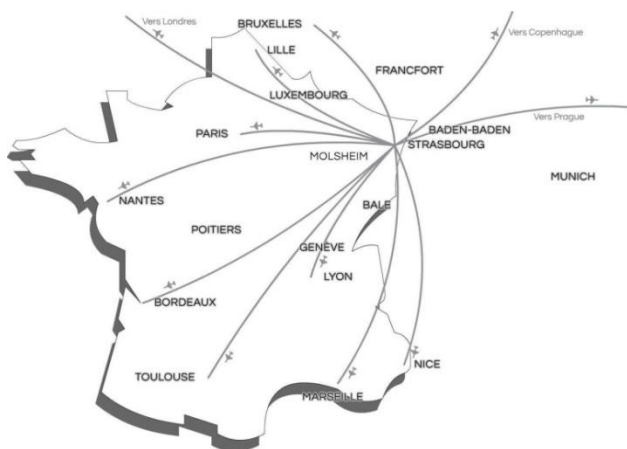 Vers Londres
BRUXELLES
Vers Copenhague
LILLE
FRANCFORT
LUXEMBOURG
Vers Prague
PARIS
BADEN-BADEN
STRASBOURG
MOLSHEIM
MUNICH
NANTES
BALE
POITIERS
GENÈVE
LYON
BORDEAUX
NICE
TOULOUSE
MARSEILLE